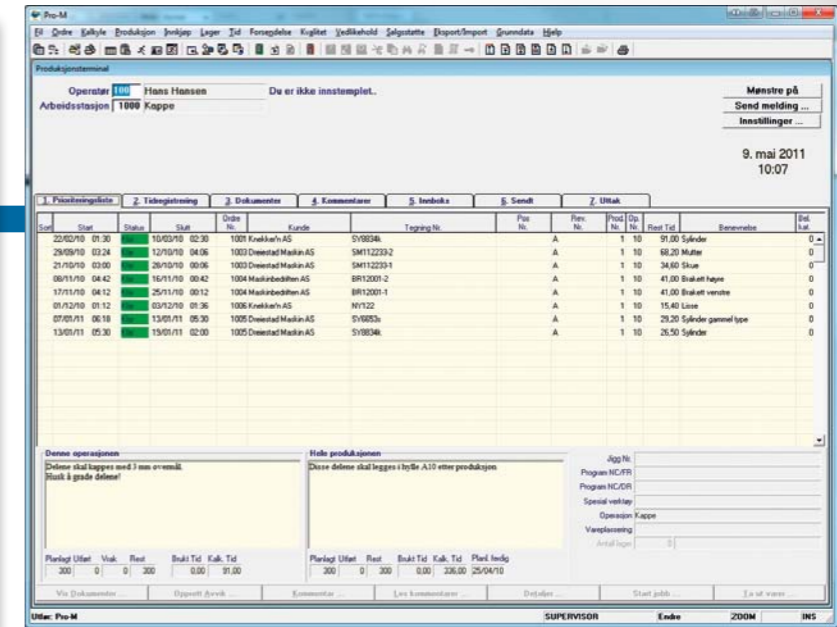 Pro-M
Fil Ordre Kalkyle Produksjon Innkjøp Lager Tid Forsendelse Kvalitet Vedlikehold Salgsstøtte Eksport/Import Grunndata Hjelp
Produksjonsterminal
Operatør 100 Hans Hansen Du er ikke innstemplet..
Arbeidsstasjon 1000 Kappe
Mønstre på
Send melding ...
Innstillinger ...
9. mai 2011
10:07
1. Prioriteringsliste 2. Tidregistrering 3. Dokumenter 4. Kommentarer 5. Innboks 6. Sendt 7. Uttak
Sort Start Status Slutt Ordre Nr. Kunde Tegning Nr. Pos Nr. Rev. Nr. Prod. Nr. Op. Nr. Rest Tid Benevnelse Bel. kat.
22/02/10 01:30 Klar 10/03/10 02:30 1001 Knekker'n AS SY8834k A 1 10 91,00 Sylinder 0
29/09/10 03:24 Klar 12/10/10 04:06 1003 Dreiestad Maskin AS SM112233-2 A 1 10 68,20 Mutter 0
21/10/10 03:00 Klar 28/10/10 00:06 1003 Dreiestad Maskin AS SM112233-1 A 1 10 34,60 Skue 0
08/11/10 04:42 Klar 16/11/10 00:42 1004 Maskinbedriften AS BR12001-2 A 1 10 41,00 Brakett høyre 0
17/11/10 04:12 Klar 25/11/10 00:12 1004 Maskinbedriften AS BR12001-1 A 1 10 41,00 Brakett venstre 0
01/12/10 01:12 Klar 03/12/10 01:36 1006 Knekker'n AS NY122 A 1 10 15,40 Lisse 0
07/01/11 06:18 Klar 13/01/11 05:30 1005 Dreiestad Maskin AS SY6653s A 1 10 29,20 Sylinder gammel type 0
13/01/11 05:30 Klar 19/01/11 02:00 1005 Dreiestad Maskin AS SY8834k A 1 10 26,50 Sylinder 0
Denne operasjonen
Delene skal kappes med 3 mm overmål.
Husk å grade delene!
Planlagt Utført Vrak Rest Brukt Tid Kalk. Tid
300 0 0 300 0,00 91,00
Hele produksjonen
Disse delene skal legges i hylle A10 etter produksjon
Planlagt Utført Rest Brukt Tid Kalk. Tid Planl. ferdig
300 0 300 0,00 336,00 25/04/10
Jigg Nr.
Program NC/FR
Program NC/DR
Spesial verktøy
Operasjon Kappe
Vareplassering
Antall lager 0
Vis Dokumenter ... Opprett Avvik ... Kommentar ... Les kommentarer ... Detaljer ... Start jobb ... Ta ut varer ...
Utfør: Pro-M SUPERVISOR Endre ZOOM INS